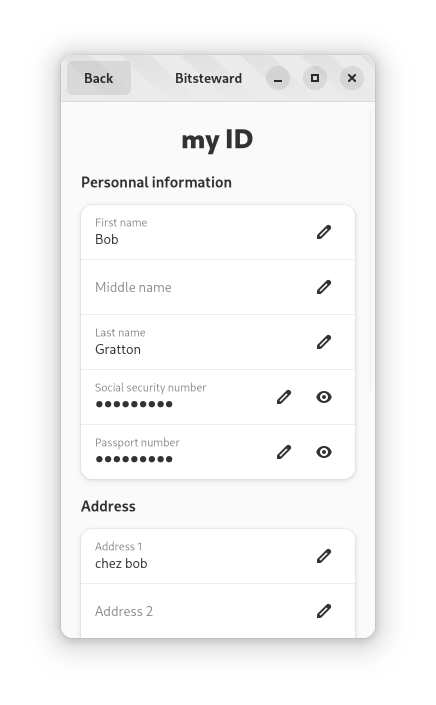 Back
Bitsteward
my ID
Personnal information
First name
Bob
Middle name
Last name
Gratton
Social security number
●●●●●●●●●
Passport number
●●●●●●●●●
Address
Address 1
chez bob
Address 2